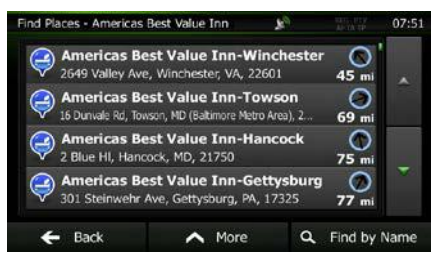 Find Places - Americas Best Value Inn 07:51
Americas Best Value Inn-Winchester
2649 Valley Ave, Winchester, VA, 22601 45 mi
Americas Best Value Inn-Towson
16 Dunvale Rd, Towson, MD (Baltimore Metro Area), 2... 69 mi
Americas Best Value Inn-Hancock
2 Blue Hl, Hancock, MD, 21750 75 mi
Americas Best Value Inn-Gettysburg
301 Steinwehr Ave, Gettysburg, PA, 17325 77 mi
Back More Find by Name